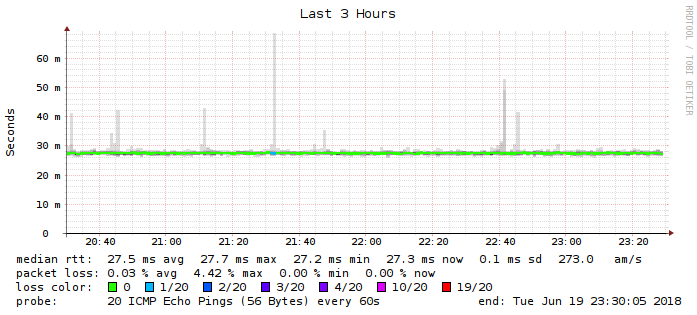 Last 3 Hours
RRDTOOL / TOBI OETIKER
Seconds
60 m
50 m
40 m
30 m
20 m
10 m
0
20:40 21:00 21:20 21:40 22:00 22:20 22:40 23:00 23:20
median rtt: 27.5 ms avg 27.7 ms max 27.2 ms min 27.3 ms now 0.1 ms sd 273.0 am/s
packet loss: 0.03 % avg 4.42 % max 0.00 % min 0.00 % now
loss color: 0 1/20 2/20 3/20 4/20 10/20 19/20
probe: 20 ICMP Echo Pings (56 Bytes) every 60s end: Tue Jun 19 23:30:05 2018